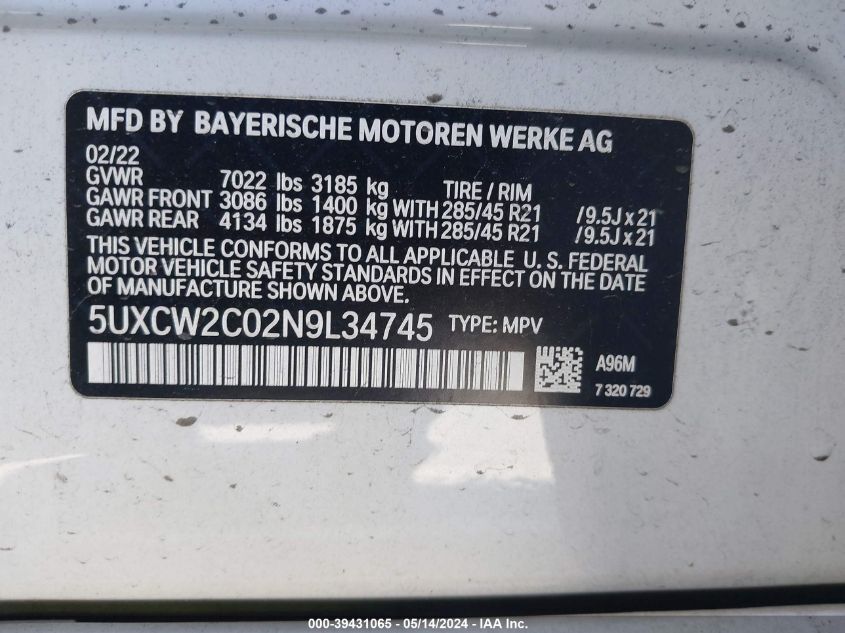 MFD BY BAYERISCHE MOTOREN WERKE AG
02/22
GVWR 7022 lbs 3185 kg TIRE / RIM
GAWR FRONT 3086 lbs 1400 kg WITH 285/45 R21 /9.5J x 21
GAWR REAR 4134 lbs 1875 kg WITH 285/45 R21 /9.5J x 21
THIS VEHICLE CONFORMS TO ALL APPLICABLE U. S. FEDERAL
MOTOR VEHICLE SAFETY STANDARDS IN EFFECT ON THE DATE
OF MANUFACTURE SHOWN ABOVE.
5UXCW2C02N9L34745 TYPE: MPV
A96M
7 320 729
000-39431065 - 05/14/2024 - IAA Inc.